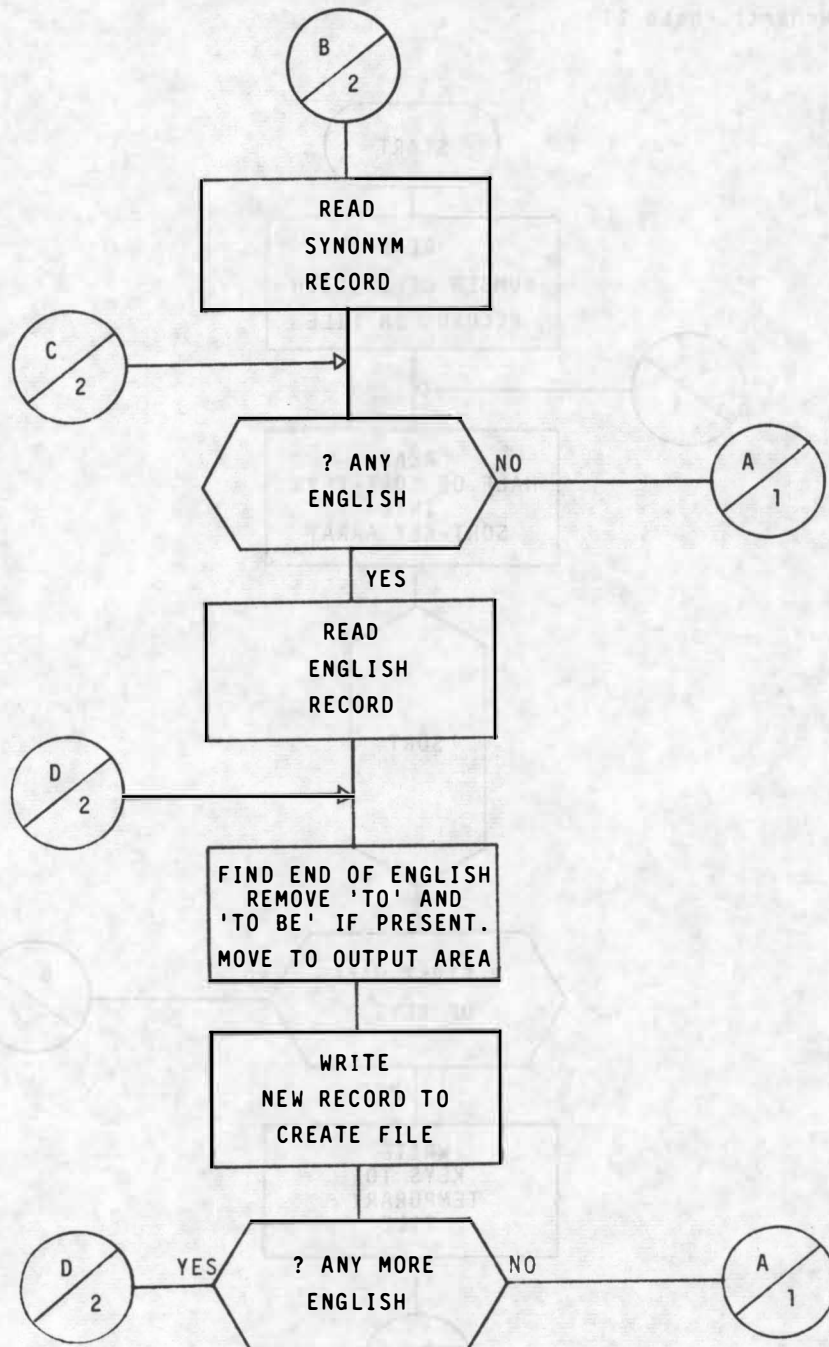 B
2
READ
SYNONYM
RECORD
C
2
? ANY
ENGLISH
NO
A
1
YES
READ
ENGLISH
RECORD
D
2
FIND END OF ENGLISH
REMOVE 'TO' AND
'TO BE' IF PRESENT.
MOVE TO OUTPUT AREA
WRITE
NEW RECORD TO
CREATE FILE
D
2
YES
? ANY MORE
ENGLISH
NO
A
1